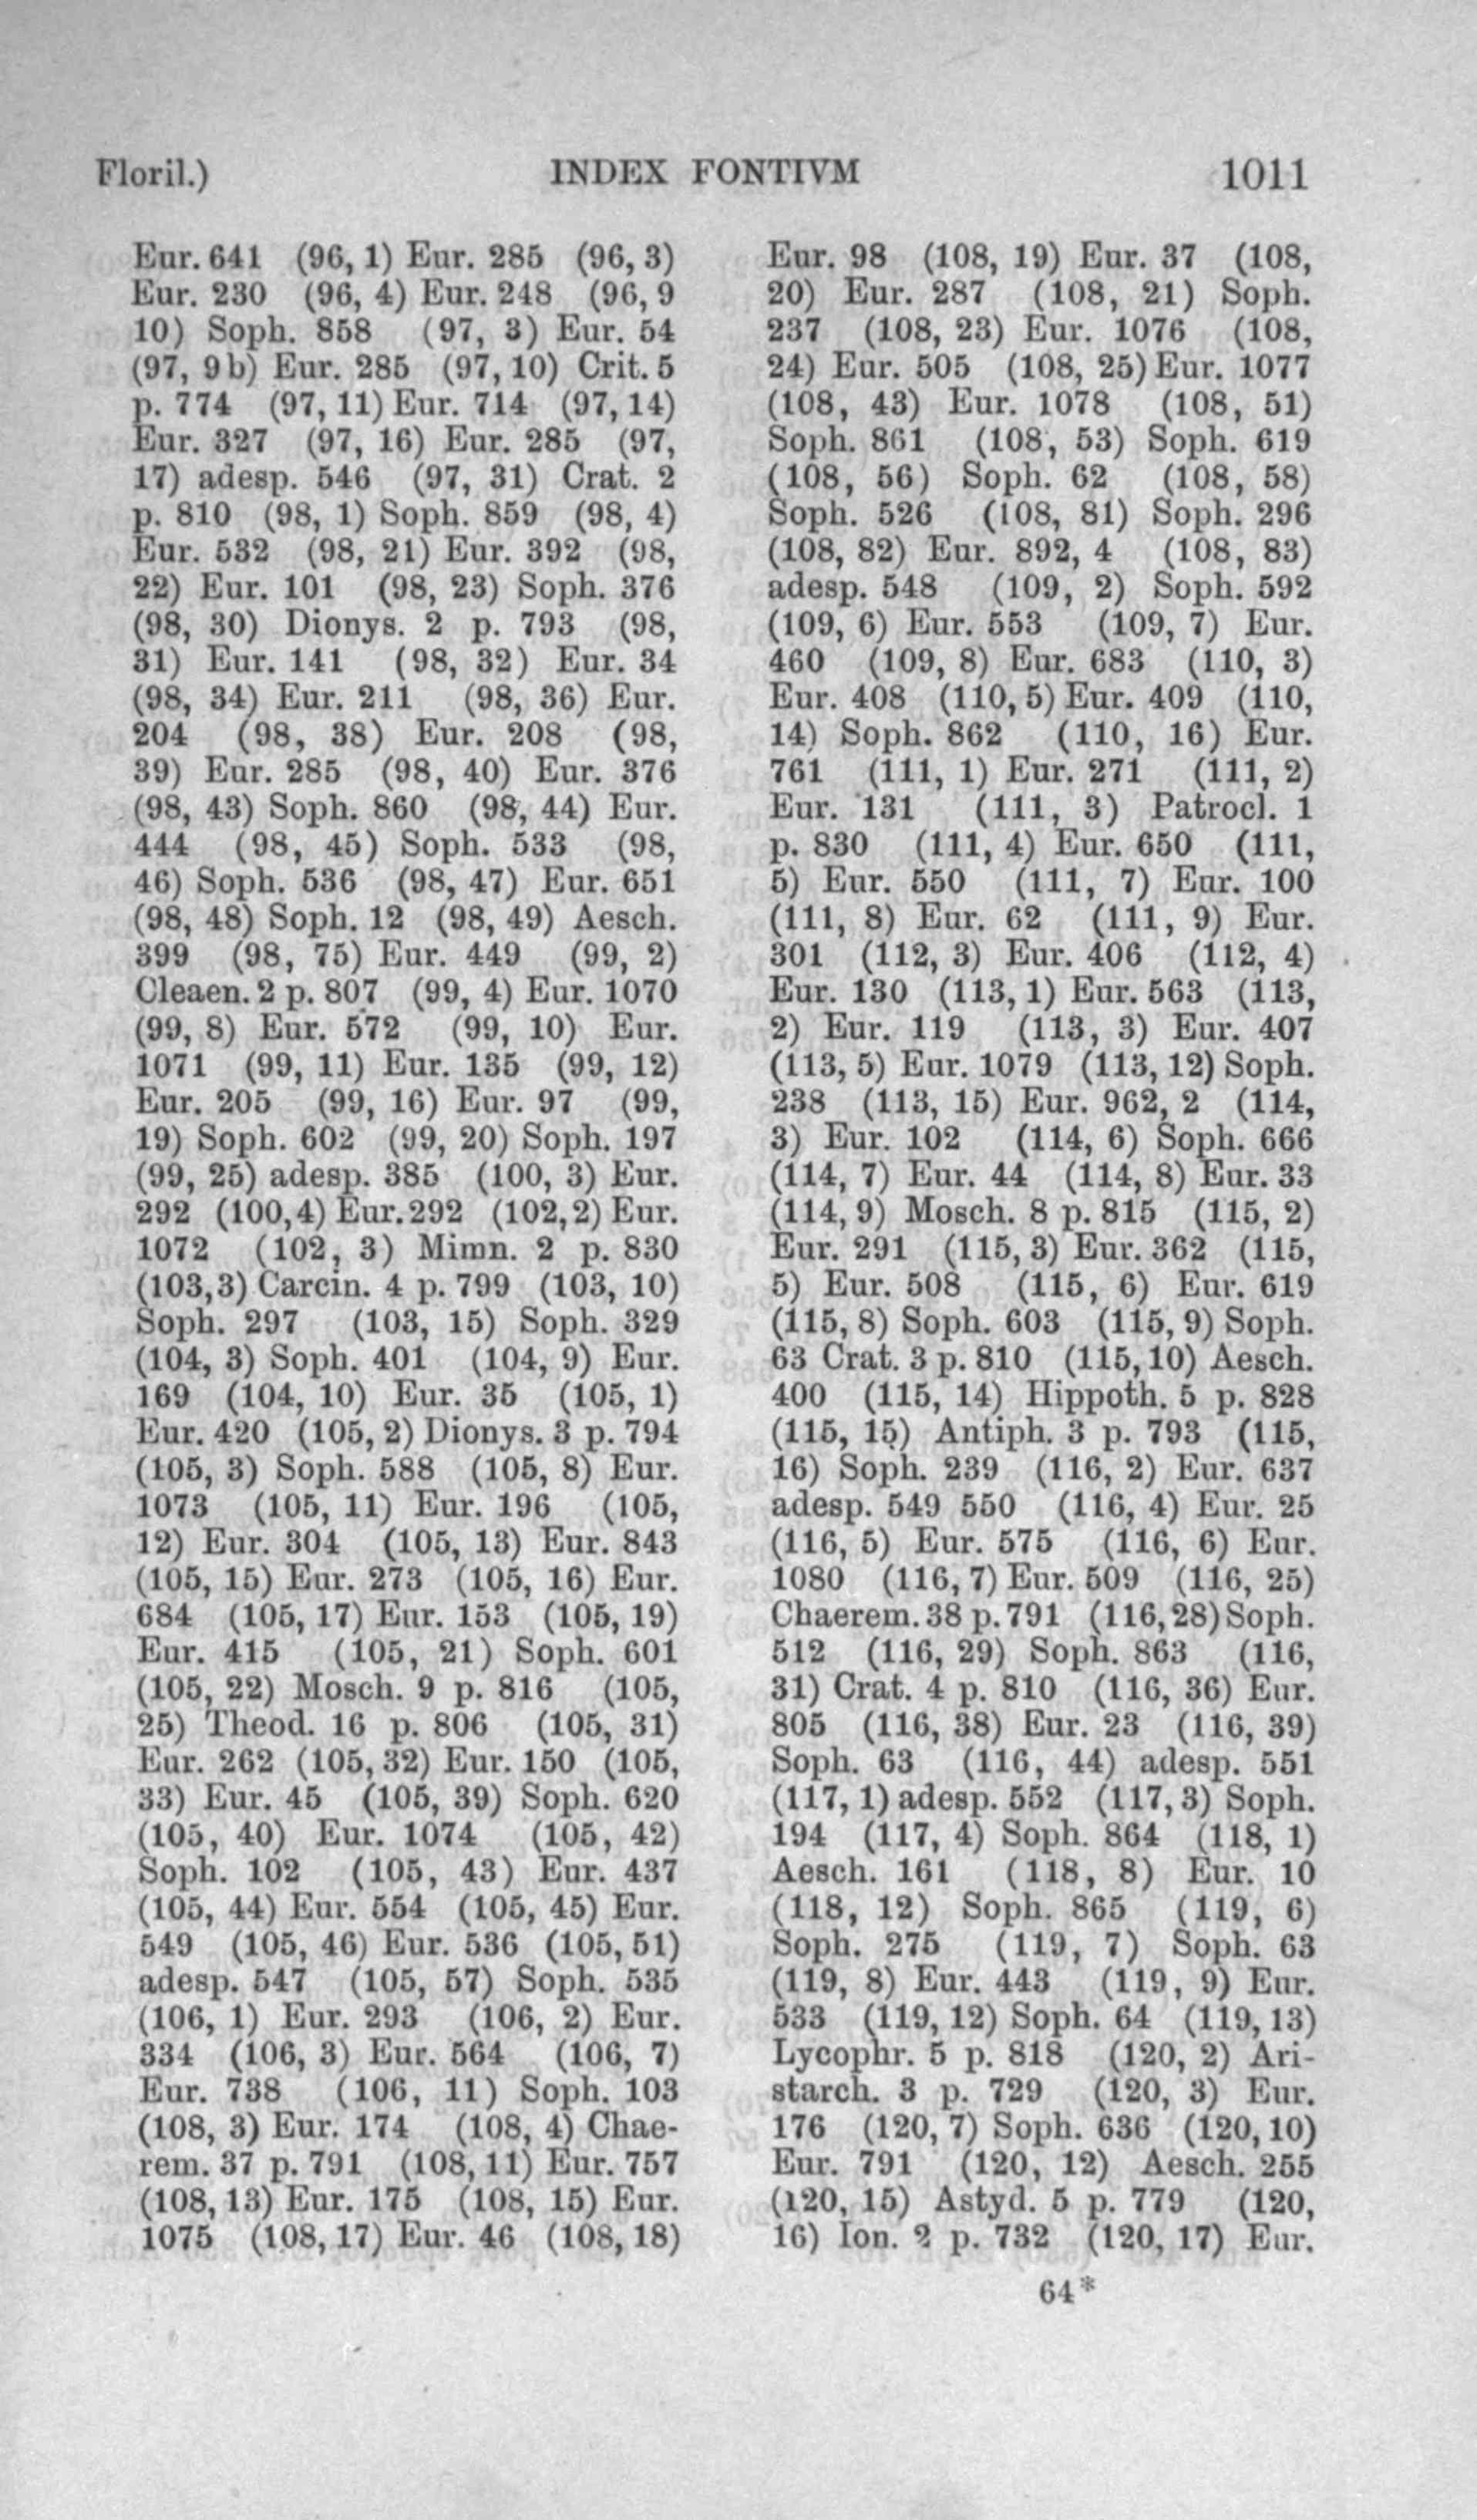 Floril.) INDEX FONTIVM 1011
Eur. 641 (96, 1) Eur. 285 (96, 3)
Eur. 230 (96, 4) Eur. 248 (96, 9
10) Soph. 858 (97, 3) Eur. 54
(97, 9 b) Eur. 285 (97, 10) Crit. 5
p. 774 (97, 11) Eur. 714 (97, 14)
Eur. 327 (97, 16) Eur. 285 (97,
17) adesp. 546 (97, 31) Crat. 2
p. 810 (98, 1) Soph. 859 (98, 4)
Eur. 532 (98, 21) Eur. 392 (98,
22) Eur. 101 (98, 23) Soph. 376
(98, 30) Dionys. 2 p. 793 (98,
31) Eur. 141 (98, 32) Eur. 34
(98, 34) Eur. 211 (98, 36) Eur.
204 (98, 38) Eur. 208 (98,
39) Eur. 285 (98, 40) Eur. 376
(98, 43) Soph. 860 (98, 44) Eur.
444 (98, 45) Soph. 533 (98,
46) Soph. 536 (98, 47) Eur. 651
(98, 48) Soph. 12 (98, 49) Aesch.
399 (98, 75) Eur. 449 (99, 2)
Cleaen. 2 p. 807 (99, 4) Eur. 1070
(99, 8) Eur. 572 (99, 10) Eur.
1071 (99, 11) Eur. 135 (99, 12)
Eur. 205 (99, 16) Eur. 97 (99,
19) Soph. 602 (99, 20) Soph. 197
(99, 25) adesp. 385 (100, 3) Eur.
292 (100, 4) Eur. 292 (102, 2) Eur.
1072 (102, 3) Mimn. 2 p. 830
(103, 3) Carcin. 4 p. 799 (103, 10)
Soph. 297 (103, 15) Soph. 329
(104, 3) Soph. 401 (104, 9) Eur.
169 (104, 10) Eur. 35 (105, 1)
Eur. 420 (105, 2) Dionys. 3 p. 794
(105, 3) Soph. 588 (105, 8) Eur.
1073 (105, 11) Eur. 196 (105,
12) Eur. 304 (105, 13) Eur. 843
(105, 15) Eur. 273 (105, 16) Eur.
684 (105, 17) Eur. 153 (105, 19)
Eur. 415 (105, 21) Soph. 601
(105, 22) Mosch. 9 p. 816 (105,
25) Theod. 16 p. 806 (105, 31)
Eur. 262 (105, 32) Eur. 150 (105,
33) Eur. 45 (105, 39) Soph. 620
(105, 40) Eur. 1074 (105, 42)
Soph. 102 (105, 43) Eur. 437
(105, 44) Eur. 554 (105, 45) Eur.
549 (105, 46) Eur. 536 (105, 51)
adesp. 547 (105, 57) Soph. 535
(106, 1) Eur. 293 (106, 2) Eur.
334 (106, 3) Eur. 564 (106, 7)
Eur. 738 (106, 11) Soph. 103
(108, 3) Eur. 174 (108, 4) Chae-
rem. 37 p. 791 (108, 11) Eur. 757
(108, 13) Eur. 175 (108, 15) Eur.
1075 (108, 17) Eur. 46 (108, 18)
Eur. 98 (108, 19) Eur. 37 (108,
20) Eur. 287 (108, 21) Soph.
237 (108, 23) Eur. 1076 (108,
24) Eur. 505 (108, 25) Eur. 1077
(108, 43) Eur. 1078 (108, 51)
Soph. 861 (108, 53) Soph. 619
(108, 56) Soph. 62 (108, 58)
Soph. 526 (108, 81) Soph. 296
(108, 82) Eur. 892, 4 (108, 83)
adesp. 548 (109, 2) Soph. 592
(109, 6) Eur. 553 (109, 7) Eur.
460 (109, 8) Eur. 683 (110, 3)
Eur. 408 (110, 5) Eur. 409 (110,
14) Soph. 862 (110, 16) Eur.
761 (111, 1) Eur. 271 (111, 2)
Eur. 131 (111, 3) Patrocl. 1
p. 830 (111, 4) Eur. 650 (111,
5) Eur. 550 (111, 7) Eur. 100
(111, 8) Eur. 62 (111, 9) Eur.
301 (112, 3) Eur. 406 (112, 4)
Eur. 130 (113, 1) Eur. 563 (113,
2) Eur. 119 (113, 3) Eur. 407
(113, 5) Eur. 1079 (113, 12) Soph.
238 (113, 15) Eur. 962, 2 (114,
3) Eur. 102 (114, 6) Soph. 666
(114, 7) Eur. 44 (114, 8) Eur. 33
(114, 9) Mosch. 8 p. 815 (115, 2)
Eur. 291 (115, 3) Eur. 362 (115,
5) Eur. 508 (115, 6) Eur. 619
(115, 8) Soph. 603 (115, 9) Soph.
63 Crat. 3 p. 810 (115, 10) Aesch.
400 (115, 14) Hippoth. 5 p. 828
(115, 15) Antiph. 3 p. 793 (115,
16) Soph. 239 (116, 2) Eur. 637
adesp. 549 550 (116, 4) Eur. 25
(116, 5) Eur. 575 (116, 6) Eur.
1080 (116, 7) Eur. 509 (116, 25)
Chaerem. 38 p. 791 (116, 28) Soph.
512 (116, 29) Soph. 863 (116,
31) Crat. 4 p. 810 (116, 36) Eur.
805 (116, 38) Eur. 23 (116, 39)
Soph. 63 (116, 44) adesp. 551
(117, 1) adesp. 552 (117, 3) Soph.
194 (117, 4) Soph. 864 (118, 1)
Aesch. 161 (118, 8) Eur. 10
(118, 12) Soph. 865 (119, 6)
Soph. 275 (119, 7) Soph. 63
(119, 8) Eur. 443 (119, 9) Eur.
533 (119, 12) Soph. 64 (119, 13)
Lycophr. 5 p. 818 (120, 2) Ari-
starch. 3 p. 729 (120, 3) Eur.
176 (120, 7) Soph. 636 (120, 10)
Eur. 791 (120, 12) Aesch. 255
(120, 15) Astyd. 5 p. 779 (120,
16) Ion. 2 p. 732 (120, 17) Eur.
64*